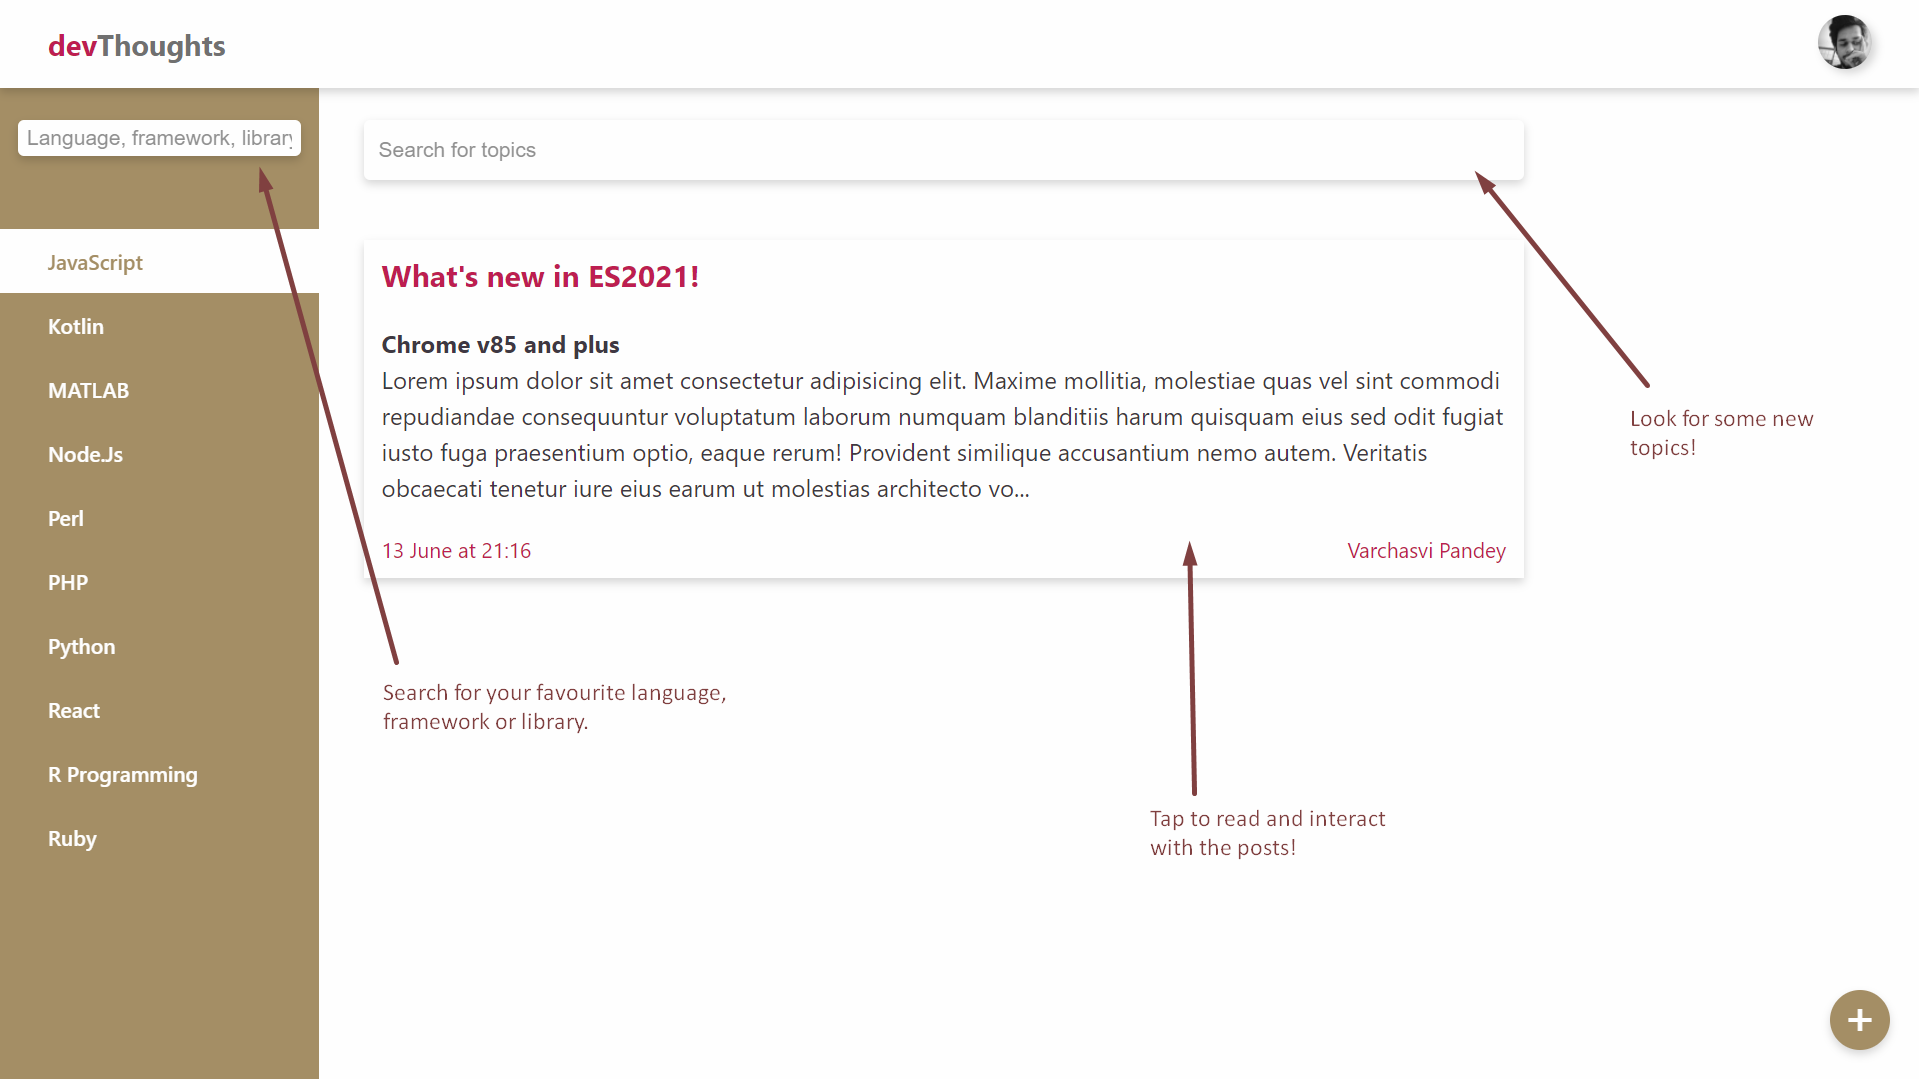 devThoughts
Language, framework, library
JavaScript
Kotlin
MATLAB
Node.Js
Perl
PHP
Python
React
R Programming
Ruby
Search for topics
What's new in ES2021!
Chrome v85 and plus
Lorem ipsum dolor sit amet consectetur adipisicing elit. Maxime mollitia, molestiae quas vel sint commodi
repudiandae consequuntur voluptatum laborum numquam blanditiis harum quisquam eius sed odit fugiat
iusto fuga praesentium optio, eaque rerum! Provident similique accusantium nemo autem. Veritatis
obcaecati tenetur iure eius earum ut molestias architecto vo...
13 June at 21:16
Varchasvi Pandey
Look for some new
topics!
Search for your favourite language,
framework or library.
Tap to read and interact
with the posts!